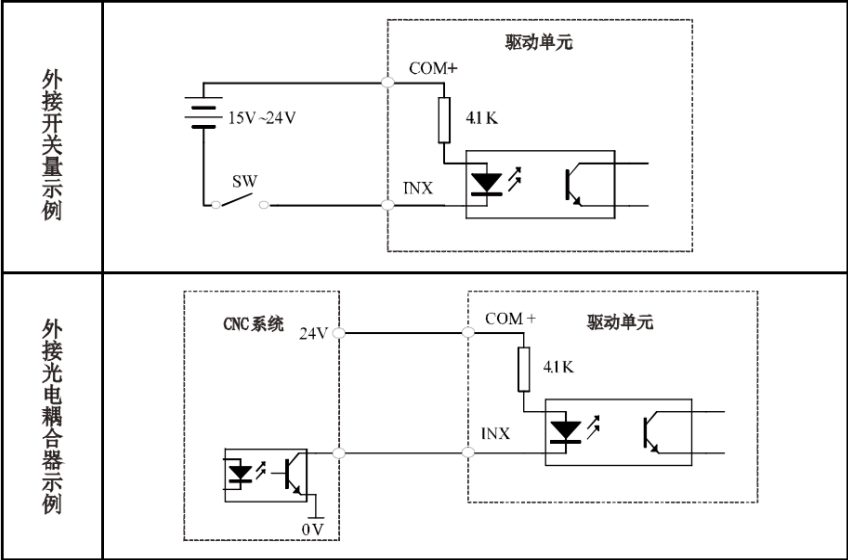 外接开关量示例
驱动单元
COM+
15V~24V
4.1K
SW
INX
外接光电耦合器示例
CNC系统
24V
COM+
驱动单元
4.1K
INX
0V